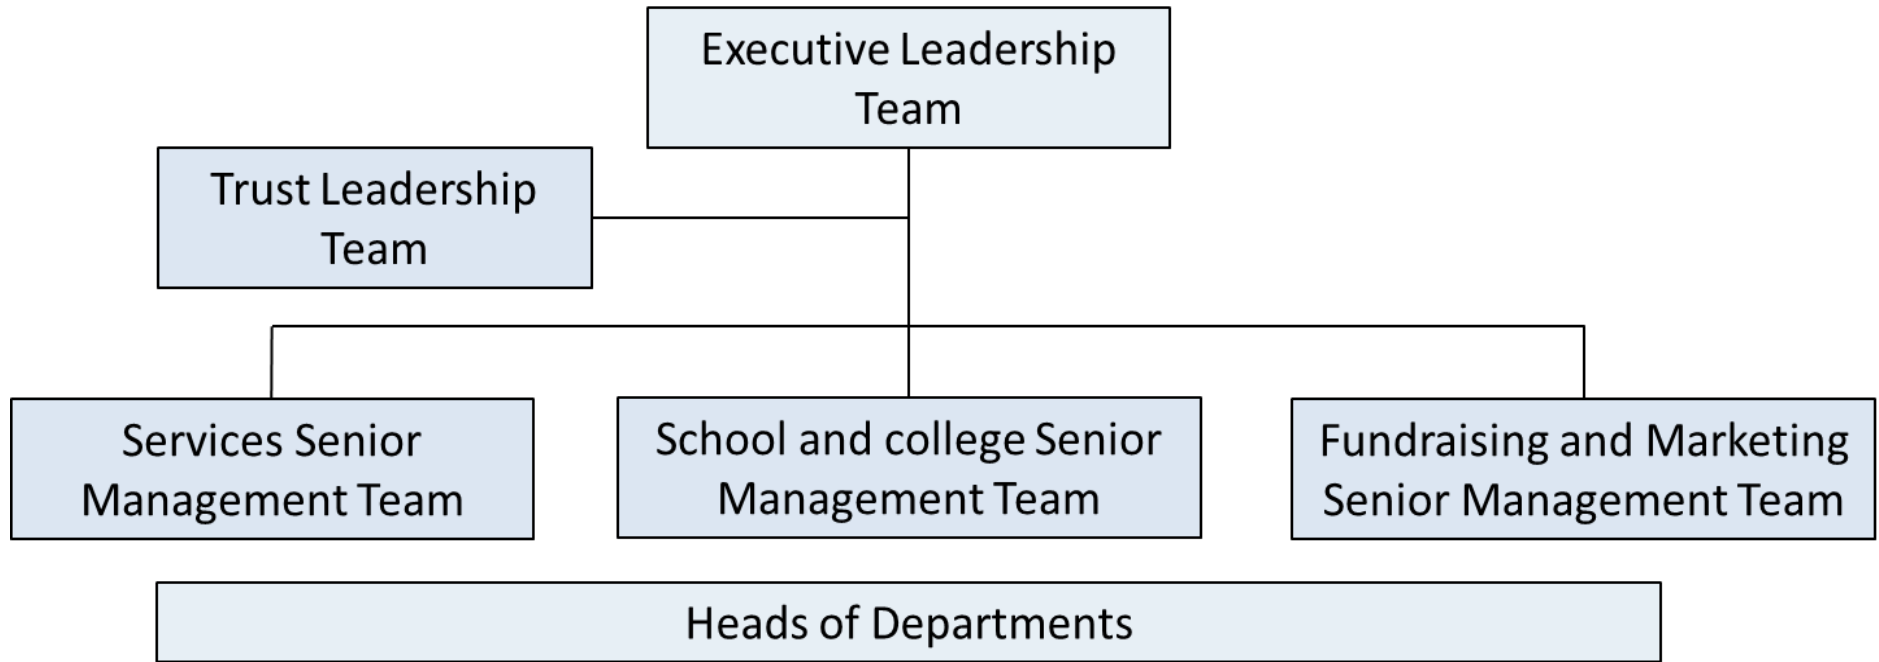 Executive Leadership
Team
Trust Leadership
Team
Services Senior
Management Team
School and college Senior
Management Team
Fundraising and Marketing
Senior Management Team
Heads of Departments